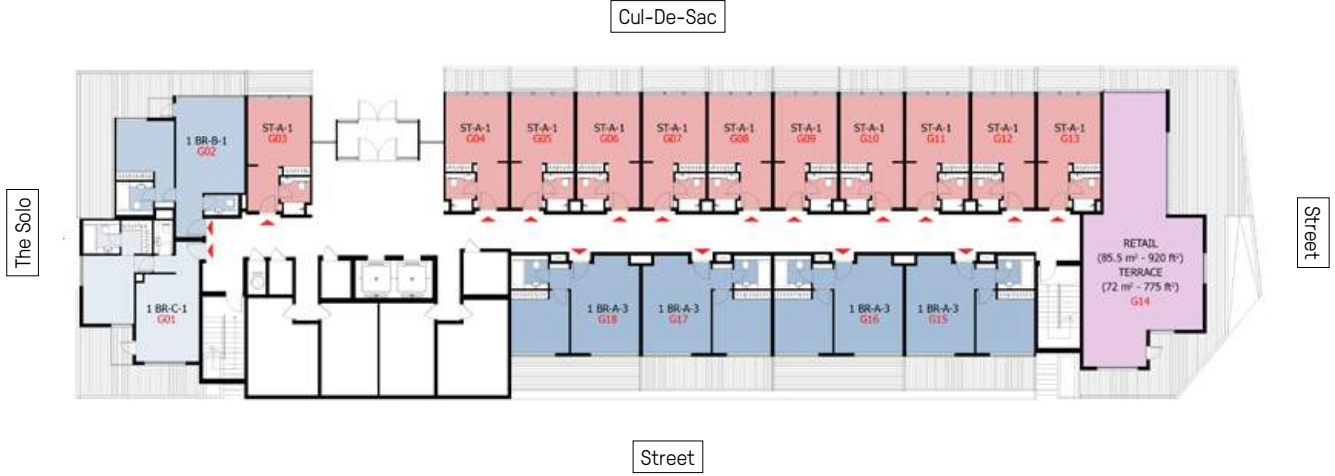 Cul-De-Sac
The Solo
1 BR-B-1
G02
ST-A-1
G03
ST-A-1
G04
ST-A-1
G05
ST-A-1
G06
ST-A-1
G07
ST-A-1
G08
ST-A-1
G09
ST-A-1
G10
ST-A-1
G11
ST-A-1
G12
ST-A-1
G13
Street
RETAIL
(85.5 m² - 920 ft²)
TERRACE
(72 m² - 775 ft²)
G14
1 BR-C-1
G01
1 BR-A-3
G18
1 BR-A-3
G17
1 BR-A-3
G16
1 BR-A-3
G15
Street